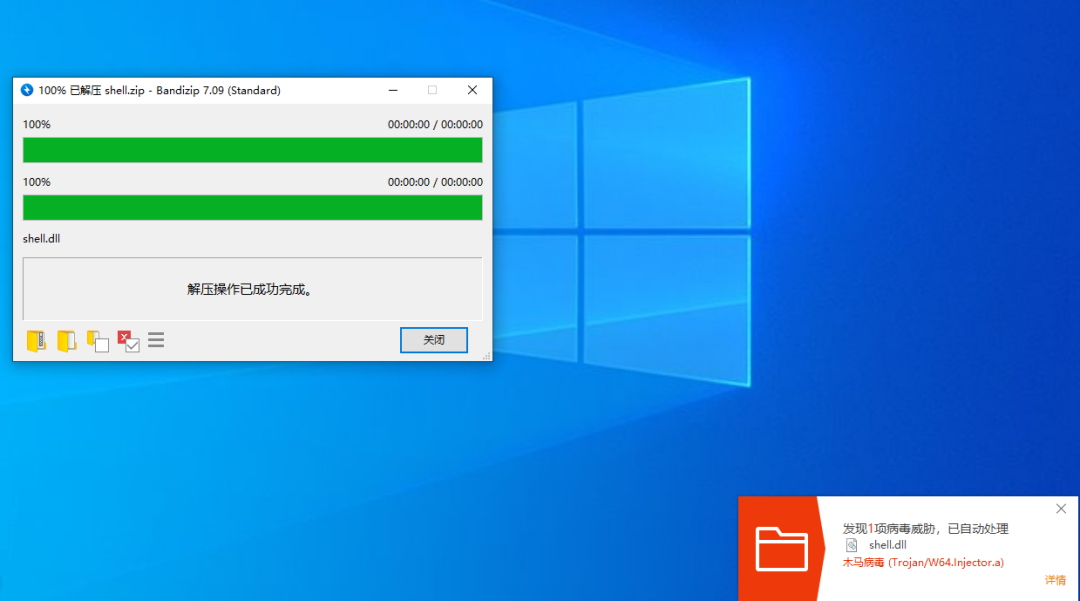 100% 已解压 shell.zip - Bandizip 7.09 (Standard)
100% 00:00:00 / 00:00:00
100% 00:00:00 / 00:00:00
shell.dll
解压操作已成功完成。
关闭
发现1项病毒威胁，已自动处理
shell.dll
木马病毒 (Trojan/W64.Injector.a)
详情